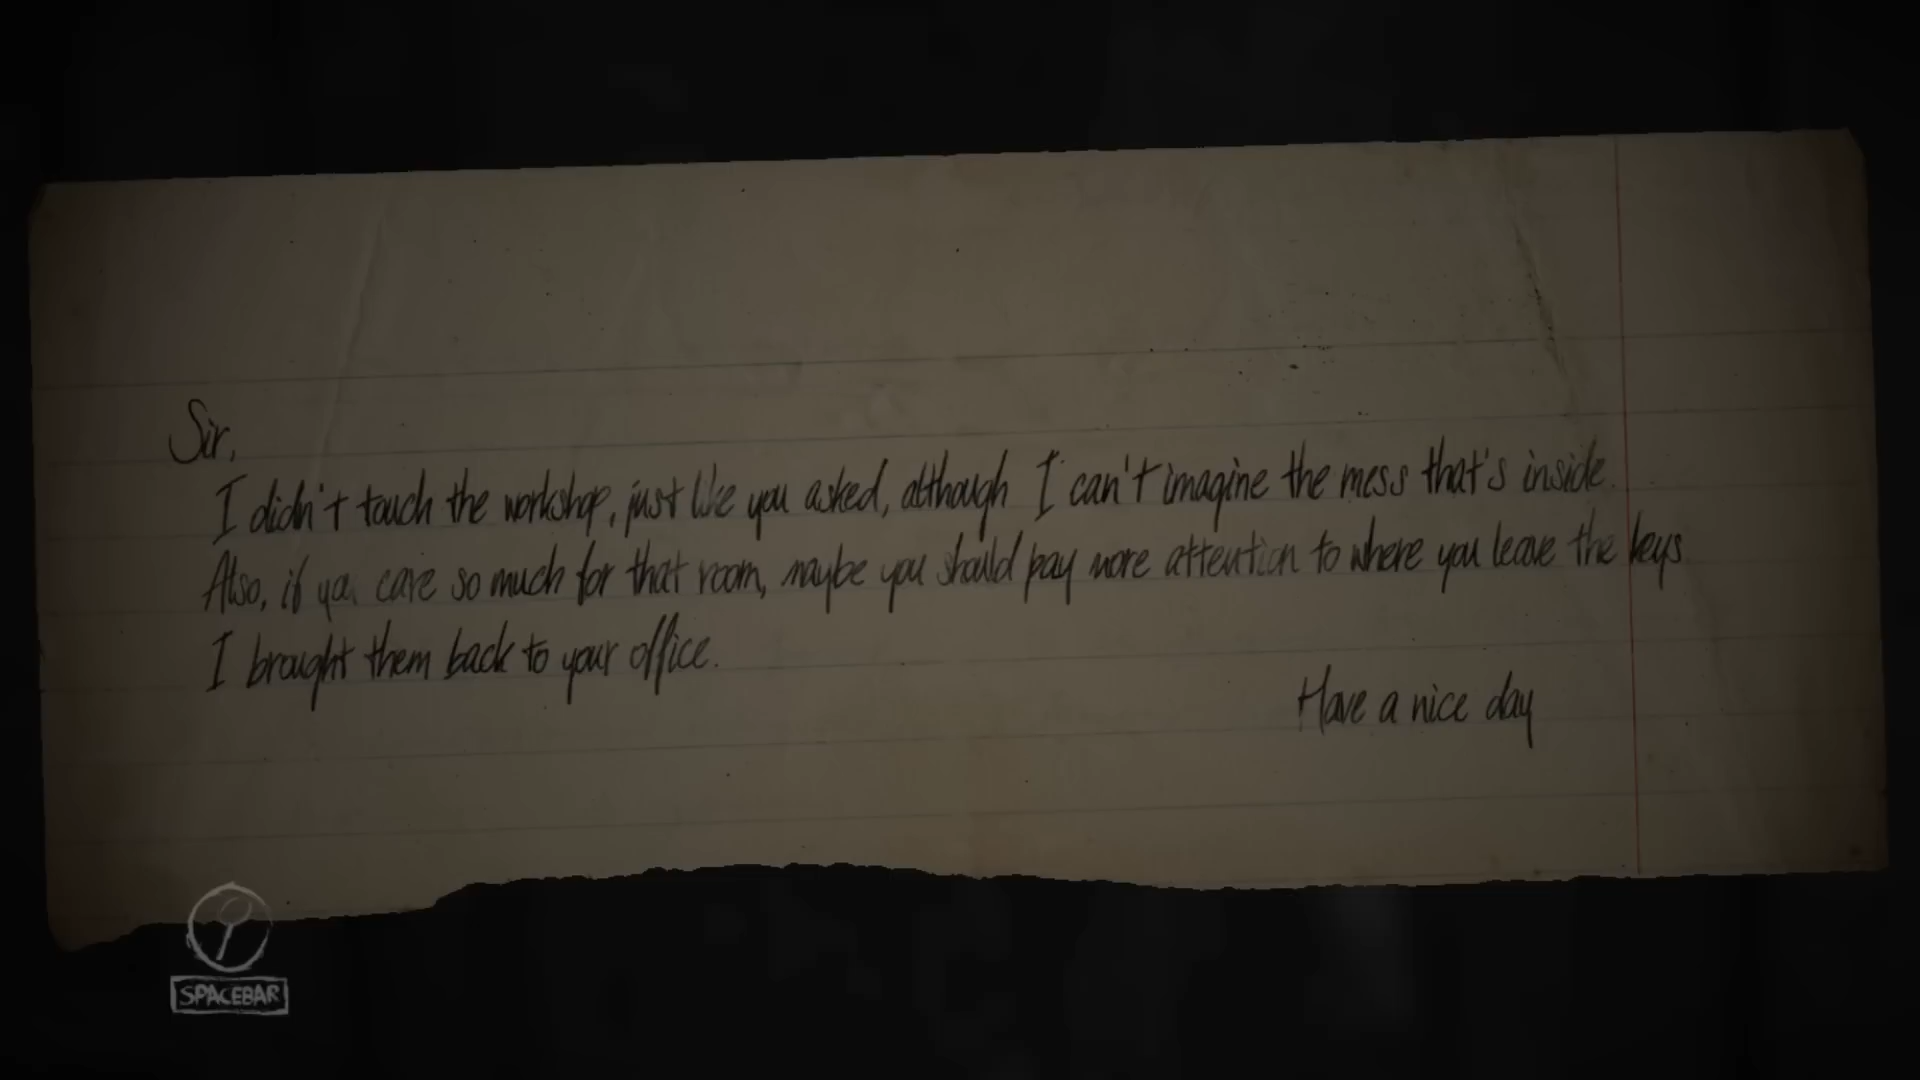 Sir,
I didn't touch the workshop, just like you asked, although I can't imagine the mess that's inside.
Also, if you care so much for that room, maybe you should pay more attention to where you leave the keys
I brought them back to your office.
Have a nice day
SPACEBAR